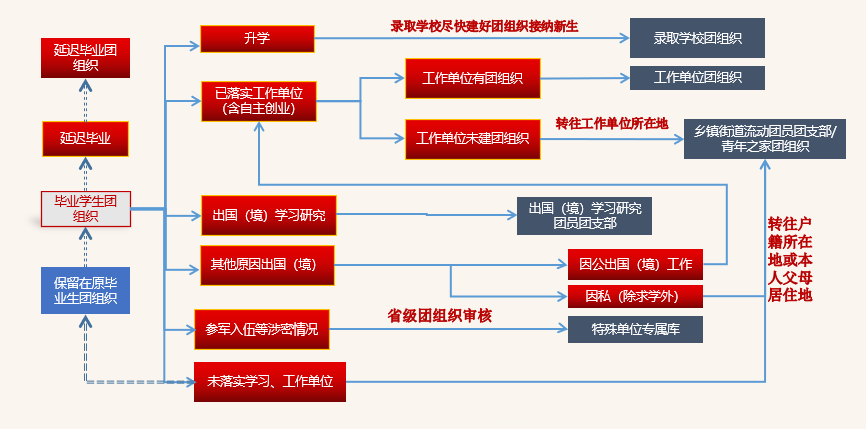 延迟毕业团
组织
延迟毕业
毕业学生团
组织
保留在原毕
业生团组织
升学
录取学校尽快建好团组织接纳新生
录取学校团组织
已落实工作单位
（含自主创业）
工作单位有团组织
工作单位团组织
工作单位未建团组织
转往工作单位所在地
乡镇街道流动团员团支部/
青年之家团组织
出国（境）学习研究
出国（境）学习研究
团员团支部
其他原因出国（境）
因公出国（境）工作
因私（除求学外）
转往户
籍所在
地或本
人父母
居住地
参军入伍等涉密情况
省级团组织审核
特殊单位专属库
未落实学习、工作单位